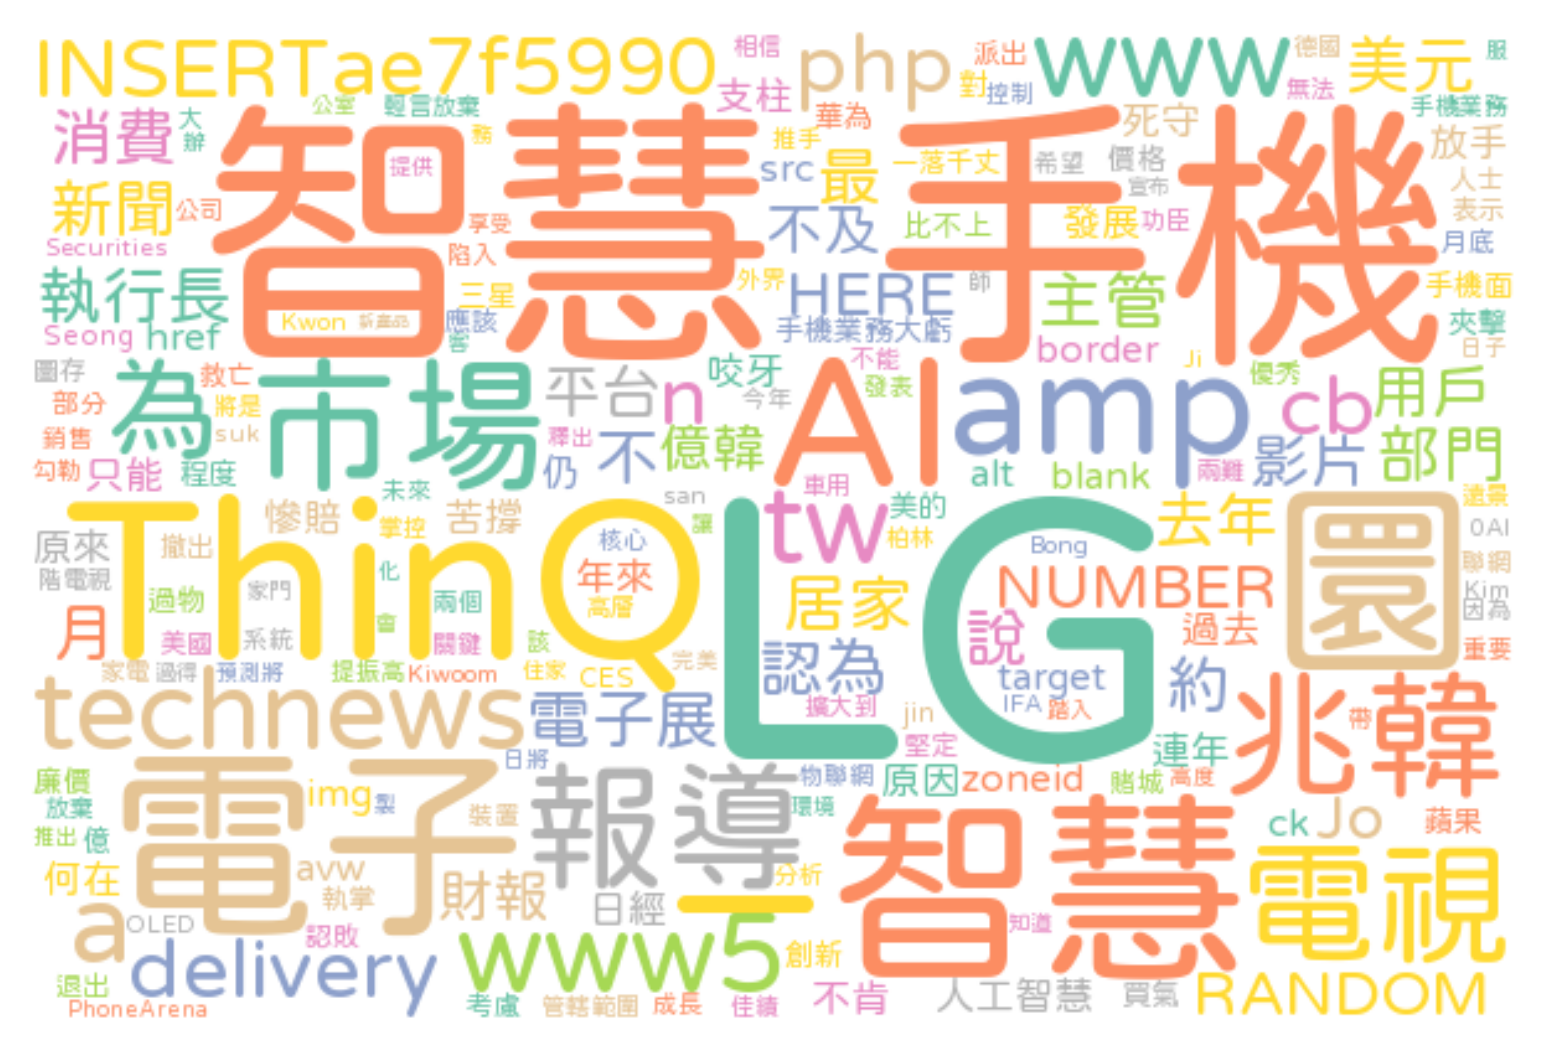 INSERTae7f5990 相信 php 派出 www 德國 美元 服
支柱 對 控制 無法 手機業務
消費 大 辦 公室 輕言放棄 務 推手 華為 死守 放手
智慧 手機
提供 src 最 一落千丈 希望 價格 宣布 人士
新聞 公司 享受 不及 比不上 發展 功臣 表示
Securities 陷入 月底
執行長 三星 外界 HERE 師 主管 手機面
Seong href Kwon 新產品 應該 客 手機業務大虧 border 夾擊 日子
圖存 救亡 為 市場 平台 n 咬牙 不能 發表 Ji 優秀
部分 將是 今年 AI amp cb 用戶
銷售 suk 釋出 不 億韓 影片 部門
勾勒 只能 程度 仍 車用 alt blank 兩難
未來 san 讓 tw 美的 去年 遠景
ThinQ LG 圜
慘賠 掌控 苦撐 核心 柏林 Bong 0AI
原來 撤出 年來 NUMBER 聯網
階電視 化 家門 居家 Kim
過物 兩個 高層 因為
月 美國 系統 會 關鍵 該 認為 說 過去 重要
家電 過得 預測將 提振高 Kiwoom 住家 CES 完美 target 約
technews 電子展 擴大到 jin IFA 踏入 兆韓 帶
日將 堅定 連年
廉價 電子 img 製 報導 物聯網 原因 zoneid 賭城 高度
放棄 裝置 環境 智慧 ck Jo 蘋果
推出 億
何在 avw 執掌 財報 分析 電視
a OLED 日經 一 知道
認敗 delivery www5 創新
退出 人工智慧 買氣 RANDOM
PhoneArena 考慮 管轄範圍 成長 佳績 不肯